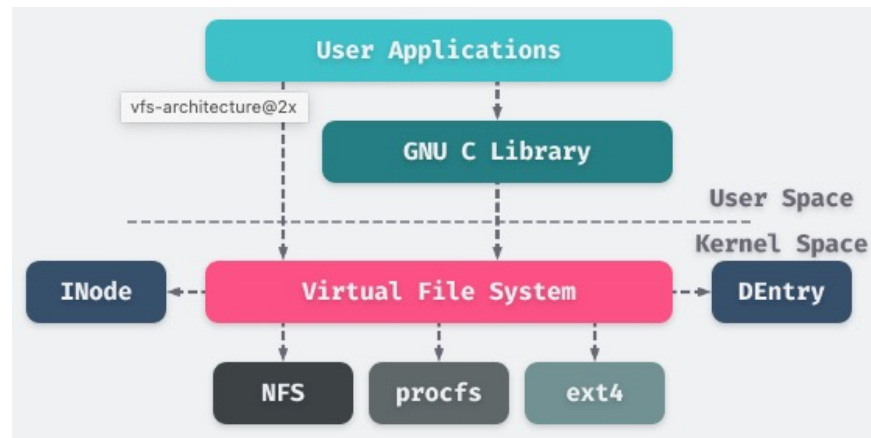 User Applications
vfs-architecture@2x
GNU C Library
User Space
Kernel Space
INode
Virtual File System
DEntry
NFS
procfs
ext4